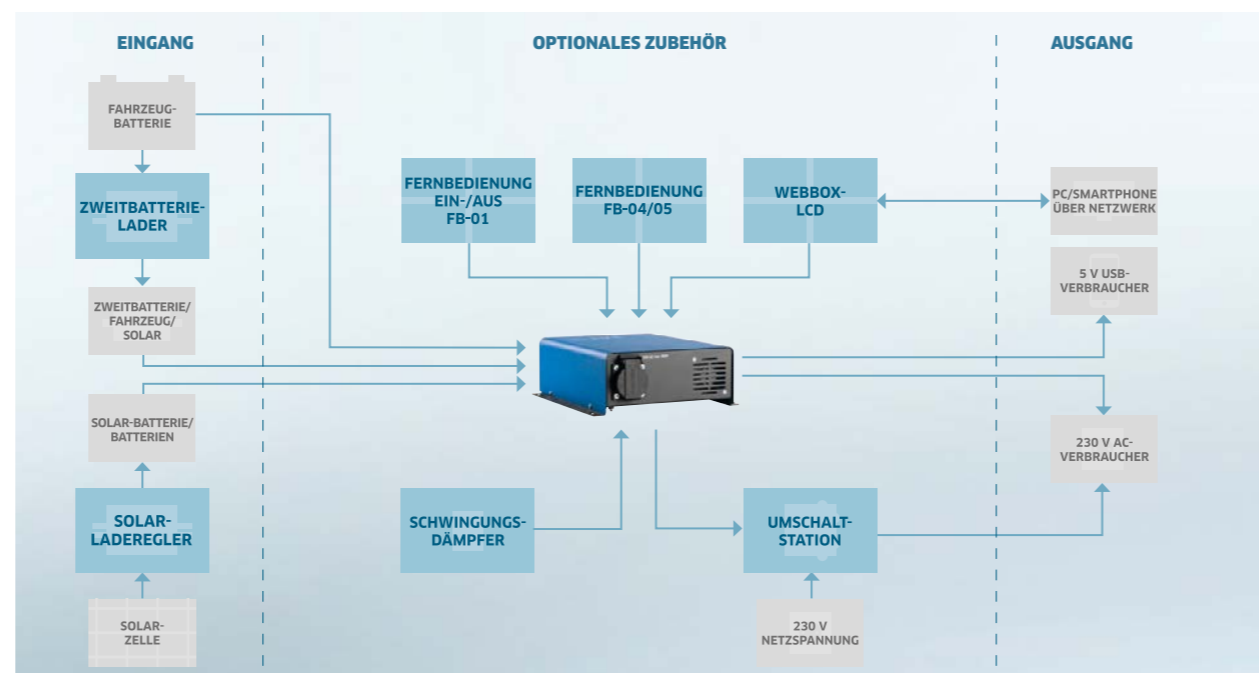 EINGANG
OPTIONALES ZUBEHÖR
AUSGANG
FAHRZEUG-
BATTERIE
ZWEITBATTERIE-
LADER
ZWEITBATTERIE/
FAHRZEUG/
SOLAR
SOLAR-BATTERIE/
BATTERIEN
SOLAR-
LADEREGLER
SOLAR-
ZELLE
FERNBEDIENUNG
EIN-/AUS
FB-01
FERNBEDIENUNG
FB-04/05
WEBBOX-
LCD
SCHWINGUNGS-
DÄMPFER
UMSCHALT-
STATION
230 V
NETZSPANNUNG
PC/SMARTPHONE
ÜBER NETZWERK
5 V USB-
VERBRAUCHER
230 V AC-
VERBRAUCHER